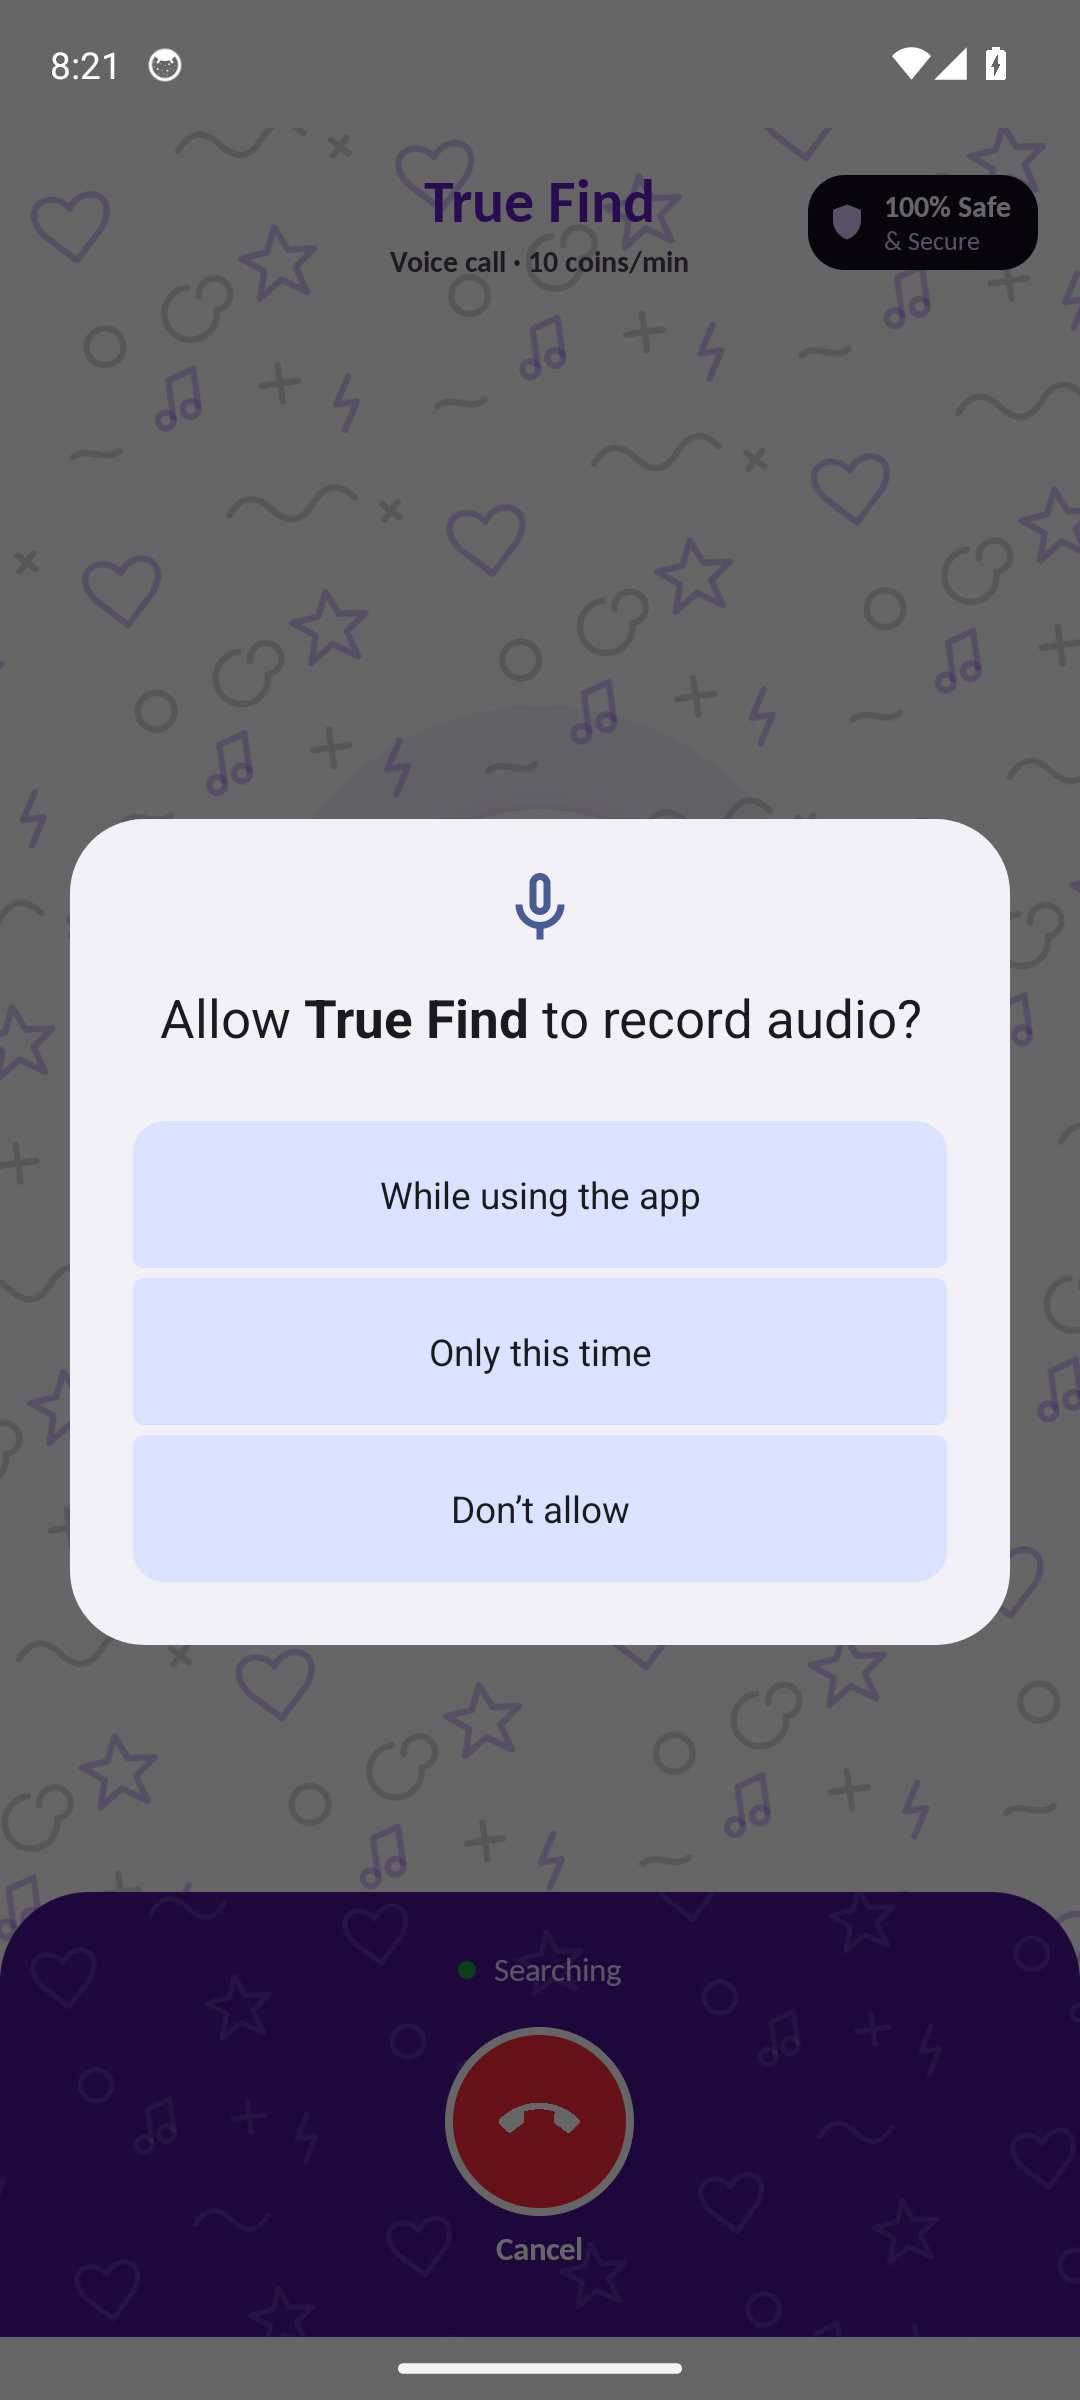 8:21
True Find
Voice call · 10 coins/min
100% Safe
& Secure
Allow True Find to record audio?
While using the app
Only this time
Don’t allow
Searching
Cancel